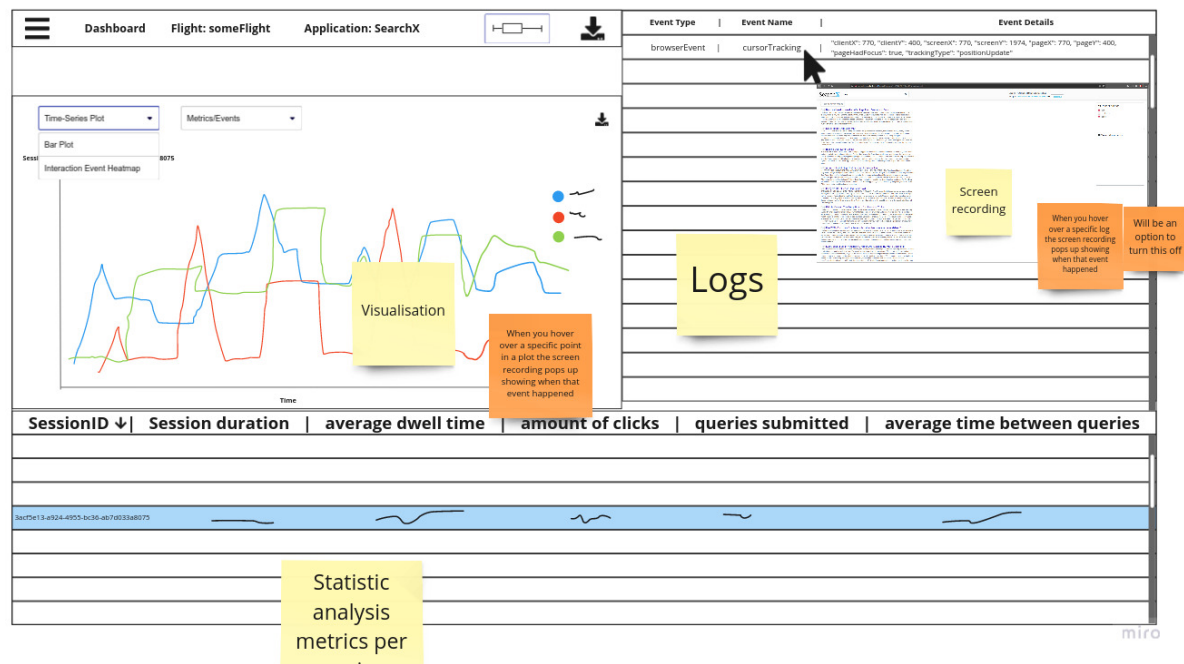 Dashboard Flight: someFlight Application: SearchX
Event Type | Event Name | Event Details
browserEvent cursorTracking | "clientX": 770, "clientY": 400, "screenX": 770, "screenY": 1974, "pageX": 770, "pageY": 400,
"pageHadFocus": true, "trackingType": "positionUpdate"
Time-Series Plot
Metrics/Events
Bar Plot
Interaction Event Heatmap
8075
Time
Visualisation
When you hover
over a specific point
in a plot the screen
recording pops up
showing when that
event happened
Logs
Screen
recording
When you hover
over a specific log
the screen recording
pops up showing
when that event
happened
Will be an
option to
turn this off
SessionID ↓| Session duration | average dwell time | amount of clicks | queries submitted | average time between queries
3acf5e13-a924-4955-bc36-ab7d033a8075
Statistic
analysis
metrics per
miro